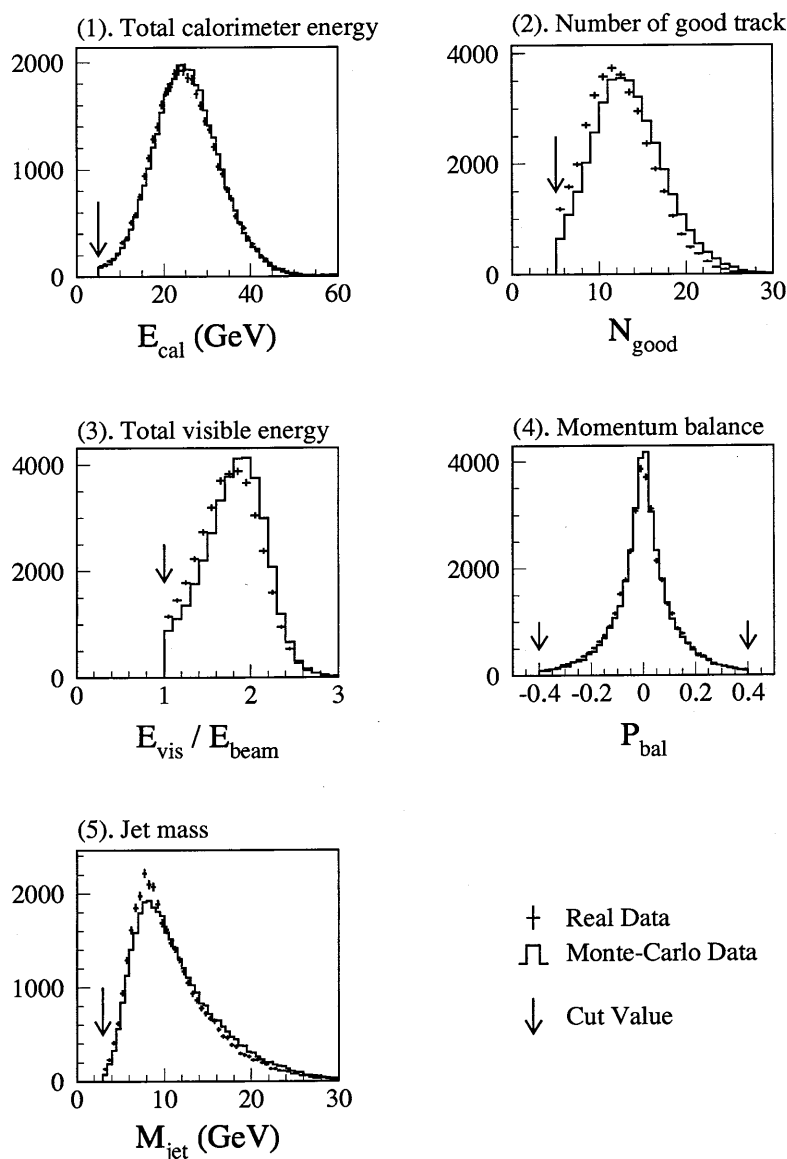 (1). Total calorimeter energy
2000
1000
0
0 20 40 60
E_cal (GeV)
(2). Number of good track
4000
2000
0
0 10 20 30
N_good
(3). Total visible energy
4000
2000
0
0 1 2 3
E_vis / E_beam
(4). Momentum balance
4000
2000
0
-0.4 -0.2 0 0.2 0.4
P_bal
(5). Jet mass
2000
1000
0
0 10 20 30
M_jet (GeV)
Real Data
Monte-Carlo Data
Cut Value